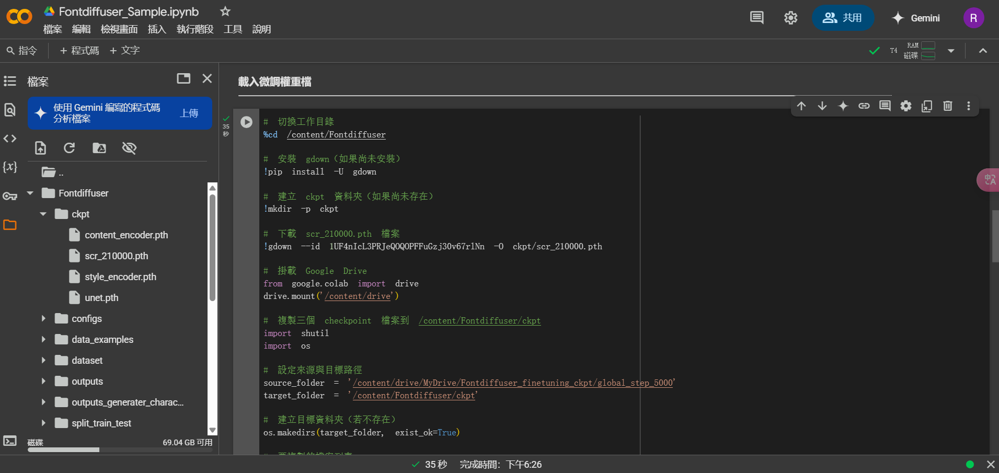 Fontdiffuser_Sample.ipynb
檔案 編輯 檢視畫面 插入 執行階段 工具 說明
共用
Gemini
R
指令
+ 程式碼 + 文字
T4
RAM
磁碟
檔案
使用 Gemini 編寫的程式碼
分析檔案
上傳
..
Fontdiffuser
ckpt
content_encoder.pth
scr_210000.pth
style_encoder.pth
unet.pth
configs
data_examples
dataset
outputs
outputs_generater_charac...
split_train_test
磁碟 69.04 GB 可用
載入微調權重檔
35
秒
# 切換工作目錄
%cd /content/Fontdiffuser
# 安裝 gdown（如果尚未安裝）
!pip install -U gdown
# 建立 ckpt 資料夾（如果尚未存在）
!mkdir -p ckpt
# 下載 scr_210000.pth 檔案
!gdown --id 1UF4nIcL3PRJeQOQOPFFuGzj30v67rlNn -O ckpt/scr_210000.pth
# 掛載 Google Drive
from google.colab import drive
drive.mount('/content/drive')
# 複製三個 checkpoint 檔案到 /content/Fontdiffuser/ckpt
import shutil
import os
# 設定來源與目標路徑
source_folder = '/content/drive/MyDrive/Fontdiffuser_finetuning_ckpt/global_step_5000'
target_folder = '/content/Fontdiffuser/ckpt'
# 建立目標資料夾（若不存在）
os.makedirs(target_folder, exist_ok=True)
35 秒 完成時間: 下午6:26